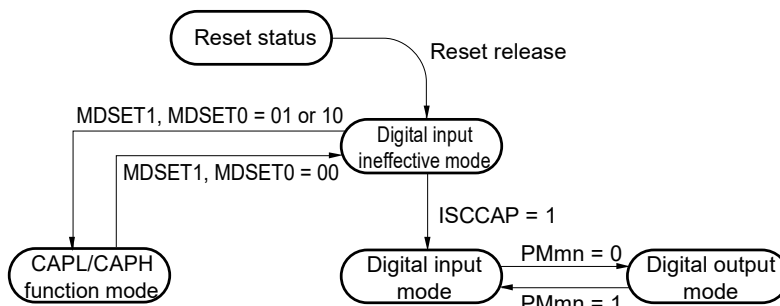 Reset status
Reset release
MDSET1, MDSET0 = 01 or 10
Digital input
ineffective mode
MDSET1, MDSET0 = 00
ISCCAP = 1
CAPL/CAPH
function mode
Digital input
mode
PMmn = 0
PMmn = 1
Digital output
mode